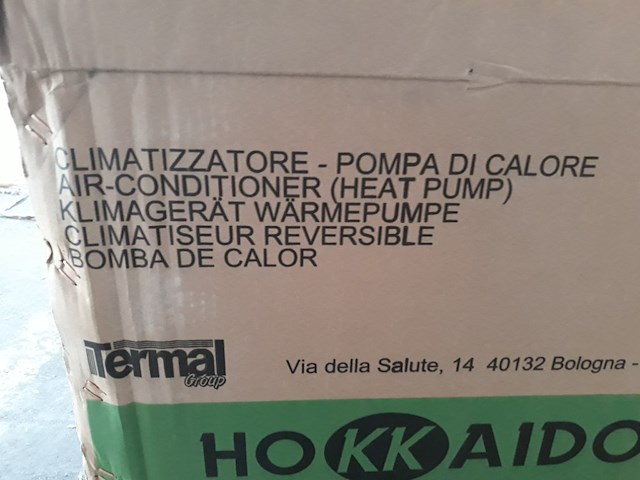 CLIMATIZZATORE - POMPA DI CALORE
AIR-CONDITIONER (HEAT PUMP)
KLIMAGERÄT WÄRMEPUMPE
CLIMATISEUR REVERSIBLE
BOMBA DE CALOR
Termal
Group
Via della Salute, 14 40132 Bologna -
HOKKAIDO